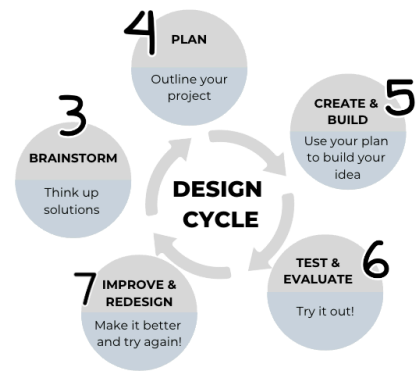 4
PLAN
Outline your
project
5
CREATE &
BUILD
Use your plan
to build your
idea
3
BRAINSTORM
Think up
solutions
DESIGN
CYCLE
6
TEST &
EVALUATE
Try it out!
7
IMPROVE &
REDESIGN
Make it better
and try again!